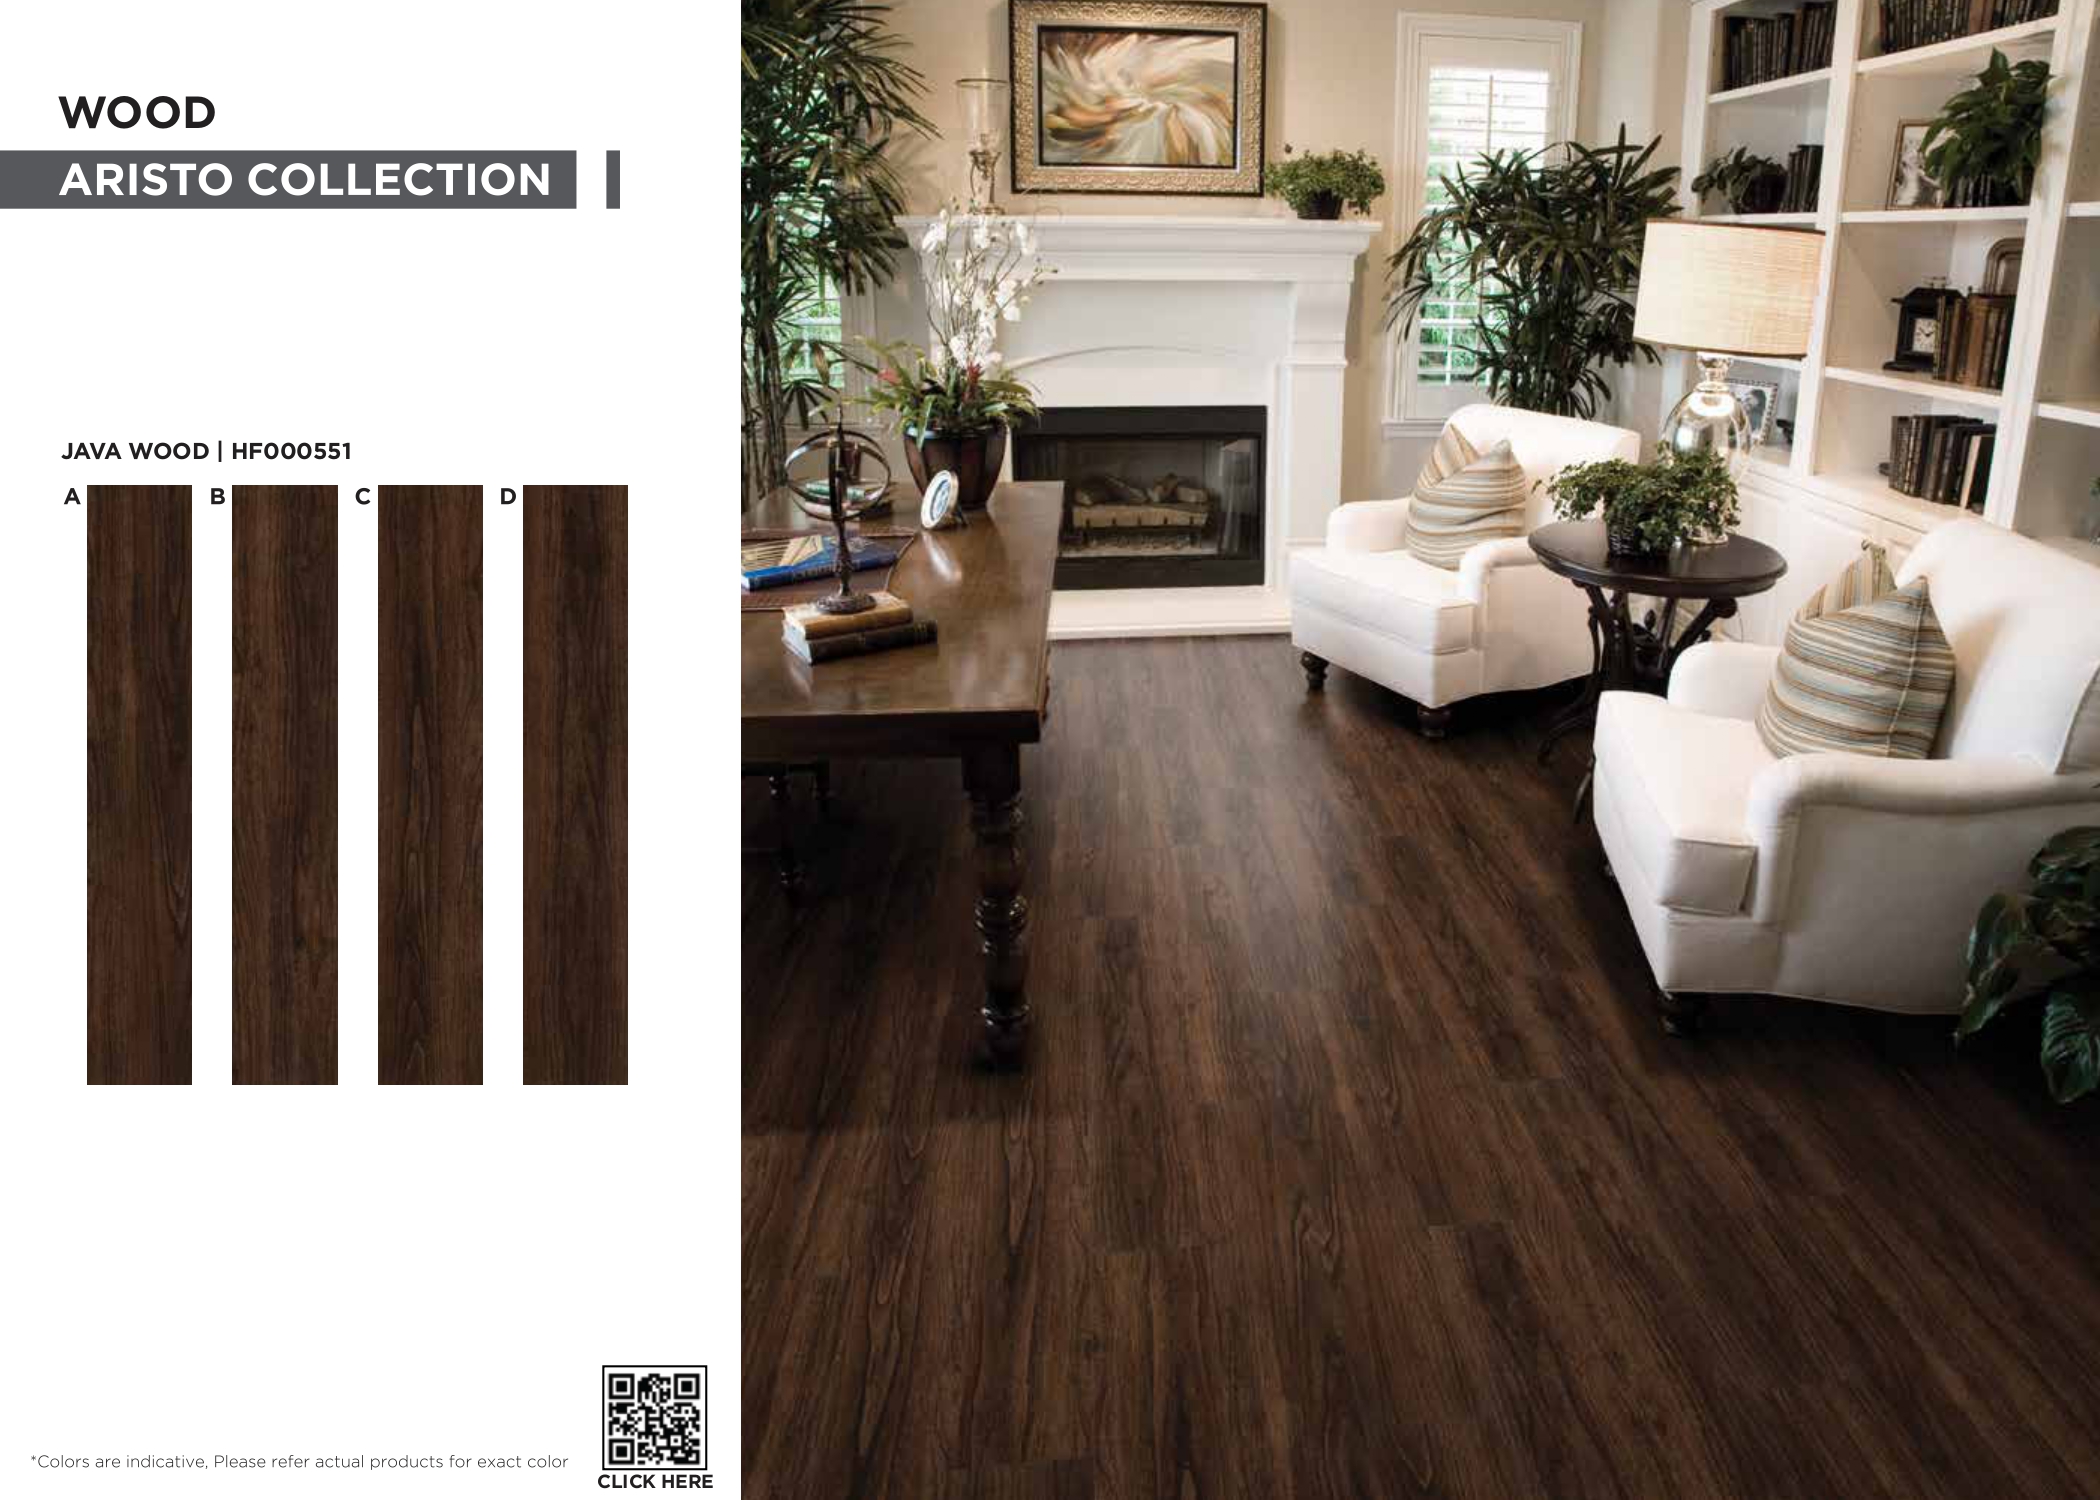 WOOD
ARISTO COLLECTION
JAVA WOOD | HF000551
A
B
C
D
*Colors are indicative, Please refer actual products for exact color
CLICK HERE